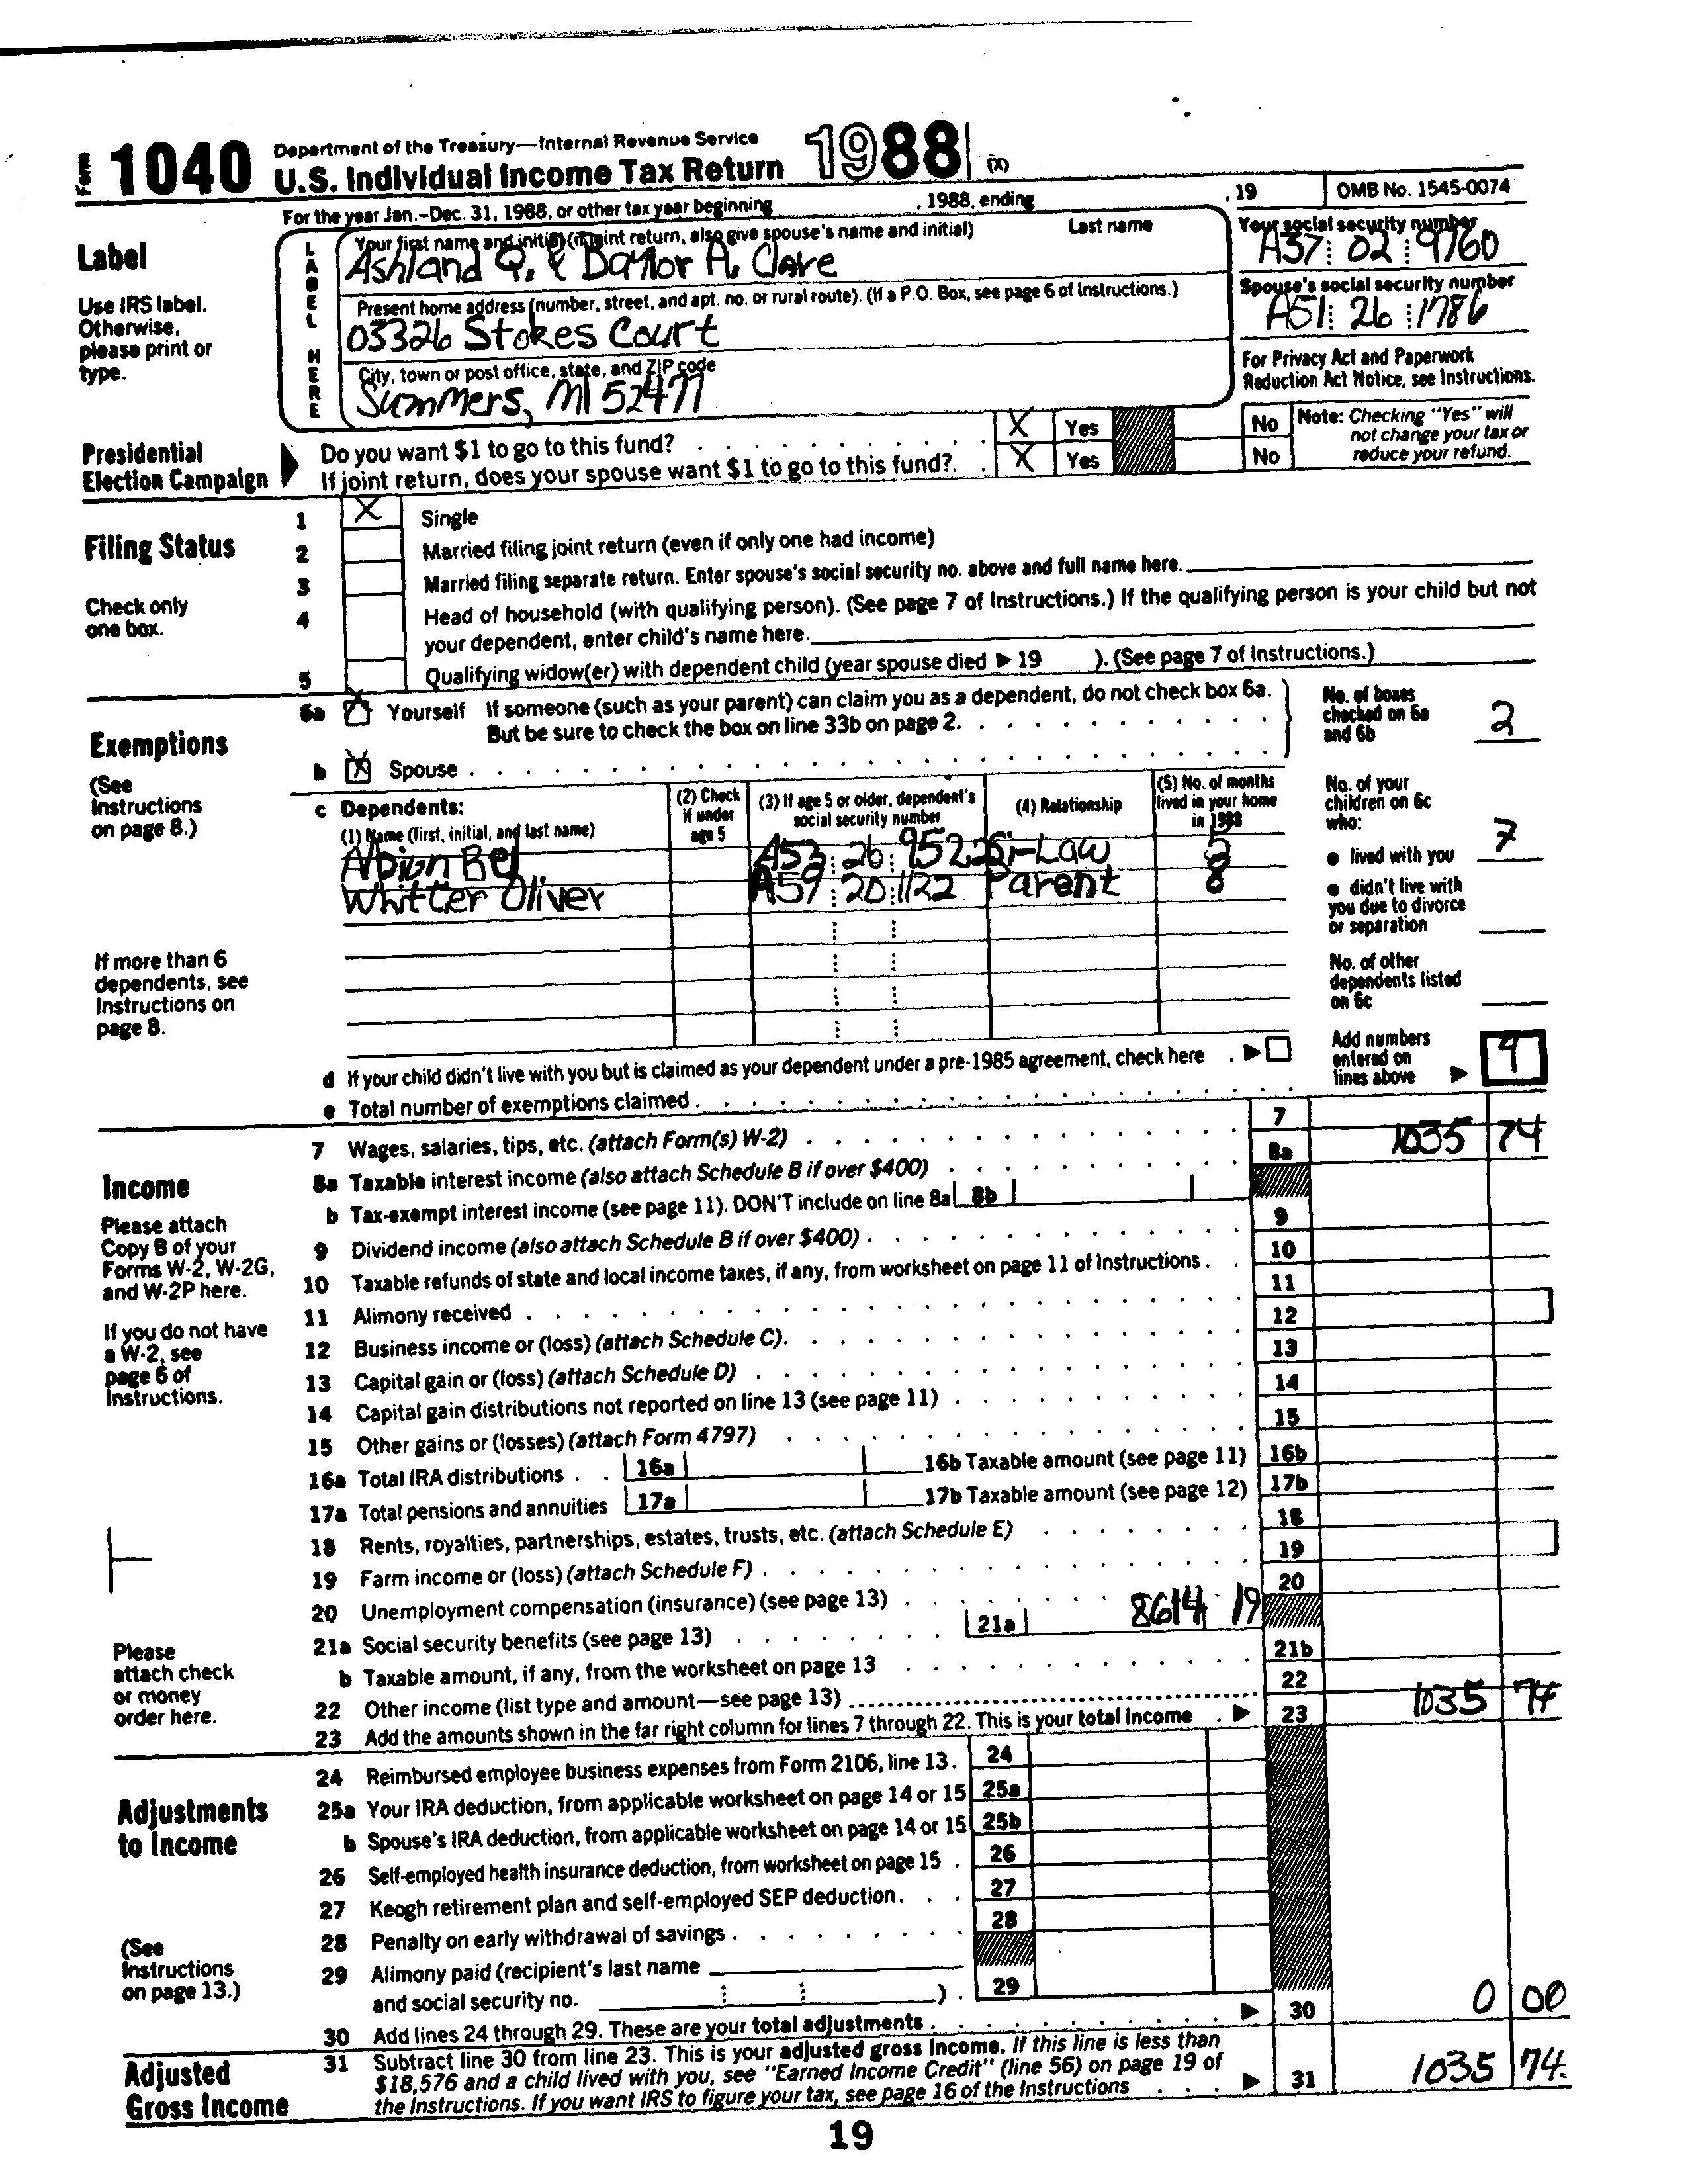 Form 1040 Department of the Treasury—Internal Revenue Service
U.S. Individual Income Tax Return 1988 (X)
For the year Jan.-Dec. 31, 1988, or other tax year beginning , 1988, ending , 19 OMB No. 1545-0074
Label
Use IRS label.
Otherwise,
please print or
type.
LABEL HERE
Your first name and initial (if joint return, also give spouse's name and initial) Last name
Ashland Q. & Baylor A. Clare
Your social security number
A37 02 9760
Present home address (number, street, and apt. no. or rural route). (If a P.O. Box, see page 6 of Instructions.)
03326 Stokes Court
Spouse's social security number
A51 26 1786
City, town or post office, state, and ZIP code
Summers, MI 52477
For Privacy Act and Paperwork
Reduction Act Notice, see Instructions.
Presidential
Election Campaign
Do you want $1 to go to this fund? X Yes No
If joint return, does your spouse want $1 to go to this fund? X Yes No
Note: Checking "Yes" will
not change your tax or
reduce your refund.
Filing Status
Check only
one box.
1 X Single
2 Married filing joint return (even if only one had income)
3 Married filing separate return. Enter spouse's social security no. above and full name here.
4 Head of household (with qualifying person). (See page 7 of Instructions.) If the qualifying person is your child but not
your dependent, enter child's name here.
5 Qualifying widow(er) with dependent child (year spouse died ▶ 19 ). (See page 7 of Instructions.)
Exemptions
(See
Instructions
on page 8.)
6a X Yourself If someone (such as your parent) can claim you as a dependent, do not check box 6a.
But be sure to check the box on line 33b on page 2.
b X Spouse
No. of boxes
checked on 6a
and 6b 2
c Dependents:
(1) Name (first, initial, and last name)
(2) Check
if under
age 5
(3) If age 5 or older, dependent's
social security number
(4) Relationship
(5) No. of months
lived in your home
in 1988
Albion Bel A53 26 9522 Si-Law 5
Whitter Oliver A59 20 1122 Parent 8
No. of your
children on 6c
who:
● lived with you 7
● didn't live with
you due to divorce
or separation
No. of other
dependents listed
on 6c
If more than 6
dependents, see
Instructions on
page 8.
d If your child didn't live with you but is claimed as your dependent under a pre-1985 agreement, check here ▶
e Total number of exemptions claimed
Add numbers
entered on
lines above ▶ 9
Income
Please attach
Copy B of your
Forms W-2, W-2G,
and W-2P here.
If you do not have
a W-2, see
page 6 of
Instructions.
Please
attach check
or money
order here.
7 Wages, salaries, tips, etc. (attach Form(s) W-2) 7
8a Taxable interest income (also attach Schedule B if over $400) 8a 1035 74
b Tax-exempt interest income (see page 11). DON'T include on line 8a 8b
9 Dividend income (also attach Schedule B if over $400) 9
10 Taxable refunds of state and local income taxes, if any, from worksheet on page 11 of Instructions 10
11 Alimony received 11
12 Business income or (loss) (attach Schedule C) 12
13 Capital gain or (loss) (attach Schedule D) 13
14 Capital gain distributions not reported on line 13 (see page 11) 14
15 Other gains or (losses) (attach Form 4797) 15
16a Total IRA distributions 16a 16b Taxable amount (see page 11) 16b
17a Total pensions and annuities 17a 17b Taxable amount (see page 12) 17b
18 Rents, royalties, partnerships, estates, trusts, etc. (attach Schedule E) 18
19 Farm income or (loss) (attach Schedule F) 19
20 Unemployment compensation (insurance) (see page 13) 20
21a Social security benefits (see page 13) 21a 8614 19
b Taxable amount, if any, from the worksheet on page 13 21b
22 Other income (list type and amount—see page 13) 22
23 Add the amounts shown in the far right column for lines 7 through 22. This is your total income ▶ 23 1035 74
Adjustments
to Income
(See
Instructions
on page 13.)
24 Reimbursed employee business expenses from Form 2106, line 13. 24
25a Your IRA deduction, from applicable worksheet on page 14 or 15 25a
b Spouse's IRA deduction, from applicable worksheet on page 14 or 15 25b
26 Self-employed health insurance deduction, from worksheet on page 15 26
27 Keogh retirement plan and self-employed SEP deduction 27
28 Penalty on early withdrawal of savings 28
29 Alimony paid (recipient's last name
and social security no. ) 29
30 Add lines 24 through 29. These are your total adjustments ▶ 30 0 00
Adjusted
Gross Income
31 Subtract line 30 from line 23. This is your adjusted gross income. If this line is less than
$18,576 and a child lived with you, see "Earned Income Credit" (line 56) on page 19 of
the Instructions. If you want IRS to figure your tax, see page 16 of the Instructions ▶ 31 1035 74.
19